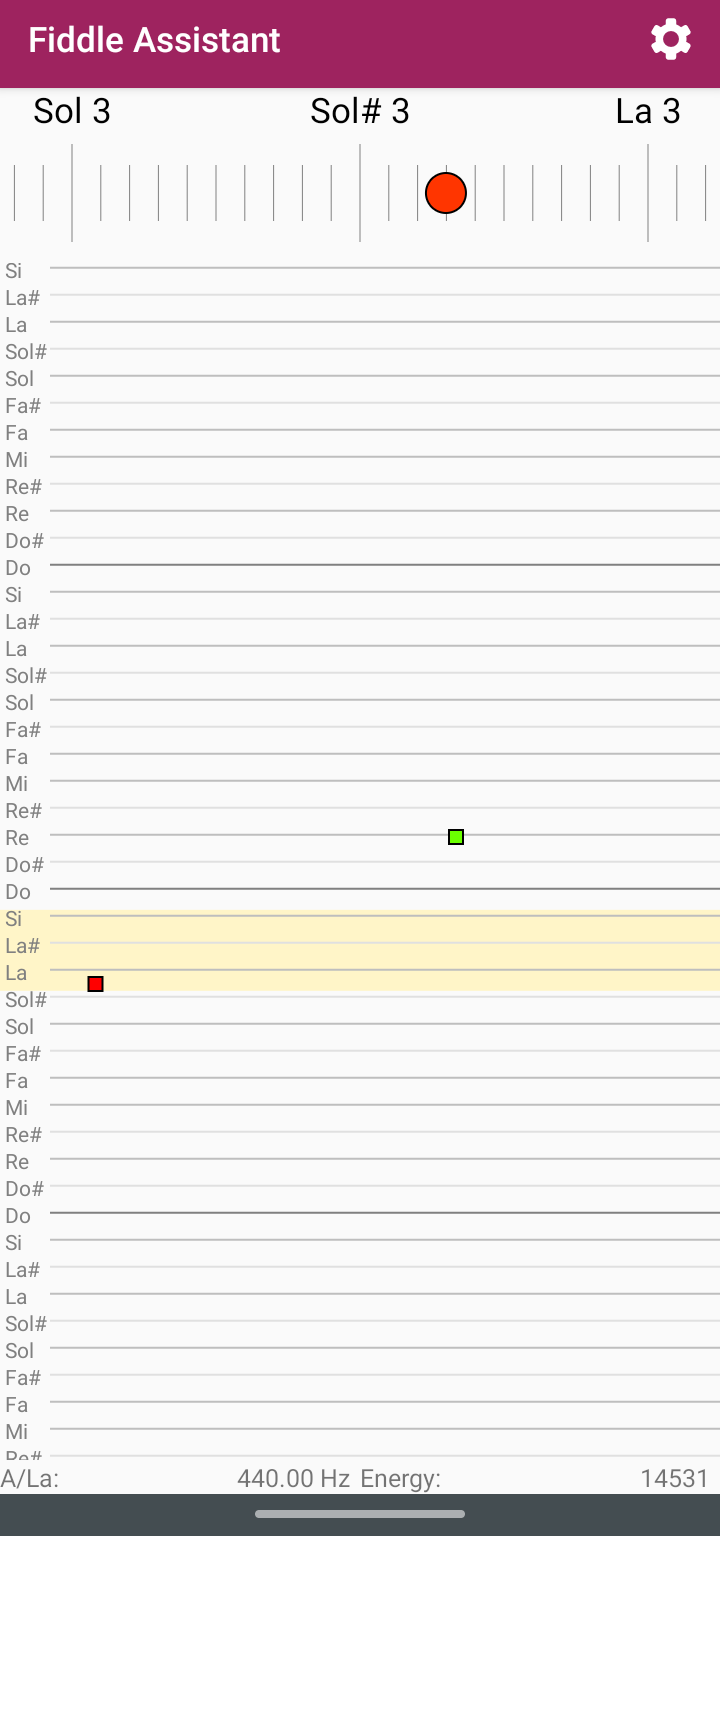 Fiddle Assistant
Sol 3 Sol# 3 La 3
Si
La#
La
Sol#
Sol
Fa#
Fa
Mi
Re#
Re
Do#
Do
Si
La#
La
Sol#
Sol
Fa#
Fa
Mi
Re#
Re
Do#
Do
Si
La#
La
Sol#
Sol
Fa#
Fa
Mi
Re#
Re
Do#
Do
Si
La#
La
Sol#
Sol
Fa#
Fa
Mi
Re#
A/La: 440.00 Hz Energy: 14531